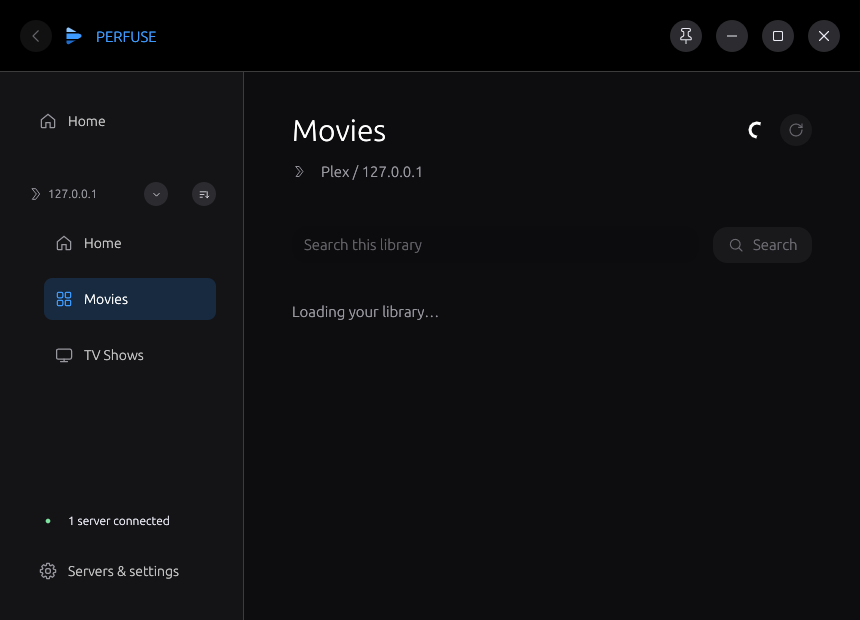 PERFUSE
Home
127.0.0.1
Home
Movies
TV Shows
1 server connected
Servers & settings
Movies
Plex / 127.0.0.1
Search this library
Search
Loading your library…